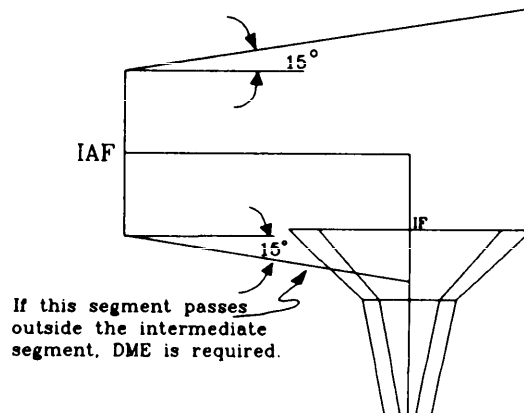 15°
IAF
IF
15°
If this segment passes
outside the intermediate
segment, DME is required.